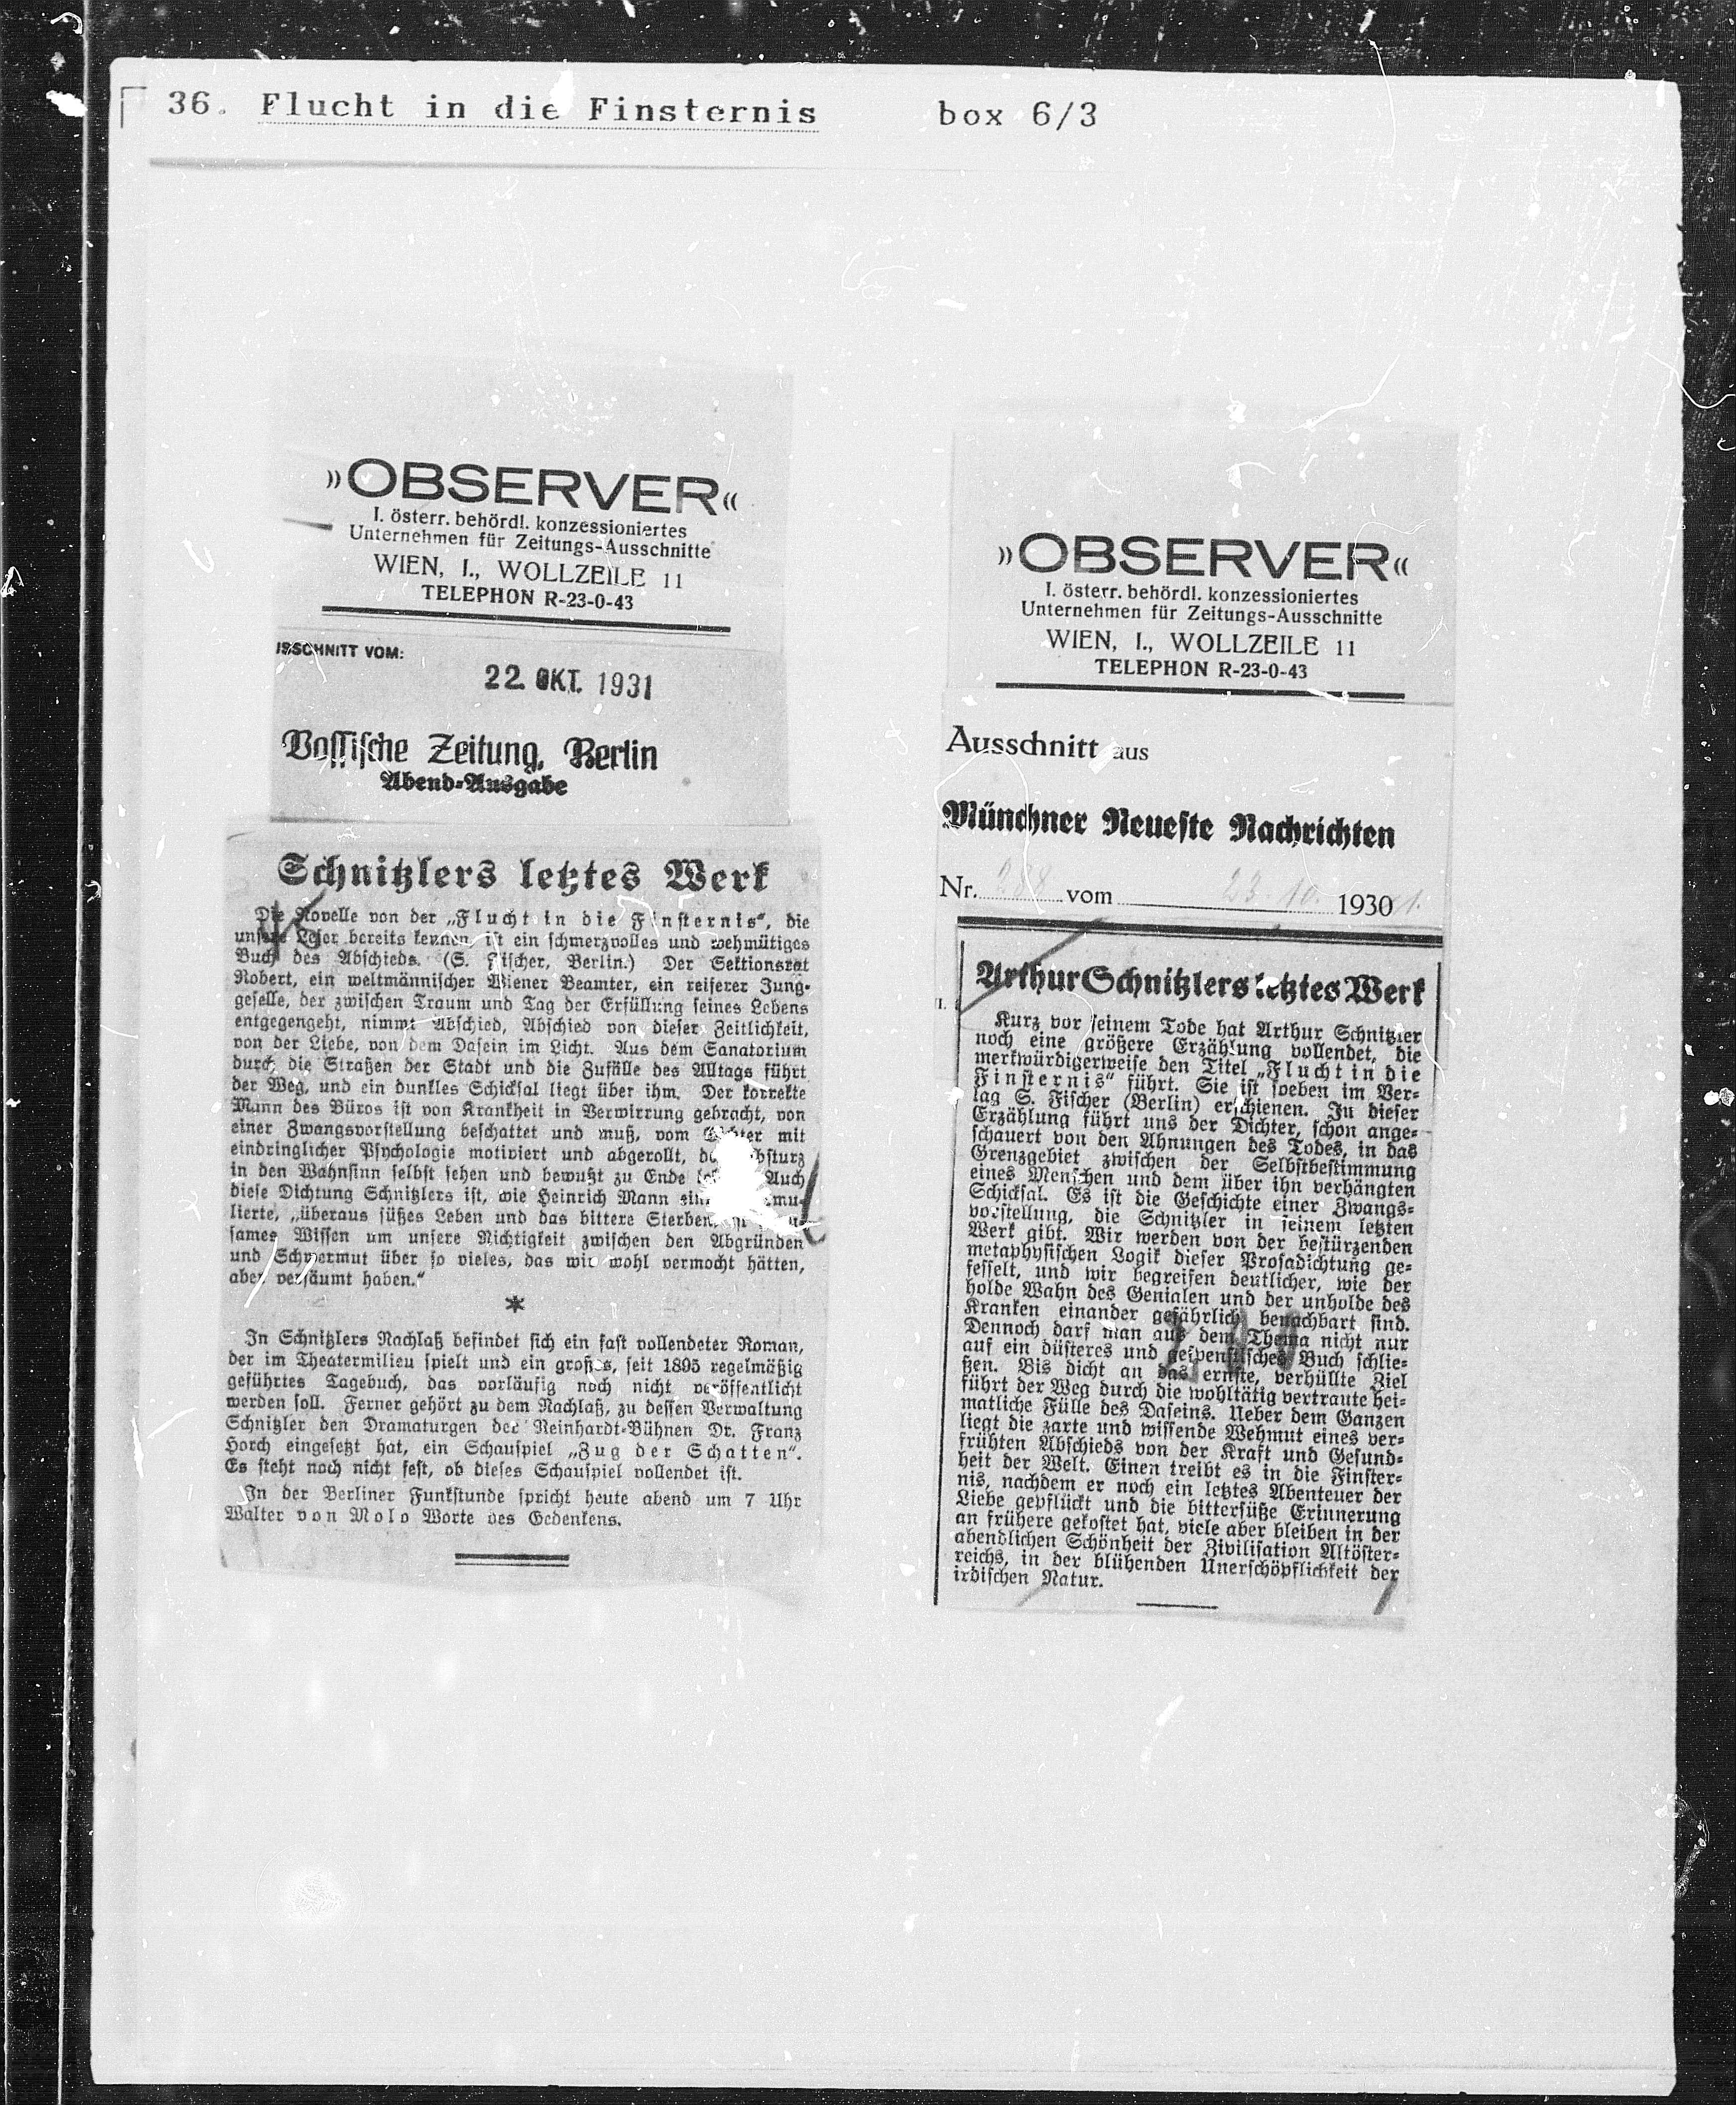 36. Flucht in die Finsternis box 6/3
»OBSERVER«
I. österr. behördl. konzessioniertes
Unternehmen für Zeitungs-Ausschnitte
WIEN, I., WOLLZEILE 11
TELEPHON R-23-0-43
SSCHNITT VOM:
22. OKT. 1931
Vossische Zeitung, Berlin
Abend-Ausgabe
Schnitzlers letztes Werk
Die Novelle von der „Flucht in die Finsternis“, die
unsere Leser bereits kennen, ist ein schmerzvolles und wehmütiges
Buch des Abschieds. (S. Fischer, Berlin.) Der Sektionsrat
Robert, ein weltmännischer Wiener Beamter, ein reiferer Jung-
geselle, der zwischen Traum und Tag der Erfüllung seines Lebens
entgegengeht, nimmt Abschied, Abschied von dieser Zeitlichkeit,
von der Liebe, von dem Dasein im Licht. Aus dem Sanatorium
durch die Straßen der Stadt und die Zufälle des Alltags führt
der Weg, und ein dunkles Schicksal liegt über ihm. Der korrekte
Mann des Büros ist von Krankheit in Verwirrung gebracht, von
einer Zwangsvorstellung beschattet und muß, vom Dichter mit
eindringlicher Psychologie motiviert und abgerollt, den Absturz
in den Wahnsinn selbst sehen und bewußt zu Ende Auch
diese Dichtung Schnitzlers ist, wie Heinrich Mann mu-
lierte, „überaus süßes Leben und das bittere Sterben,
sames Wissen um unsere Nichtigkeit zwischen den Abgründen
und Schwermut über so vieles, das wir wohl vermocht hätten,
aber versäumt haben.“
*
In Schnitzlers Nachlaß befindet sich ein fast vollendeter Roman,
der im Theatermilieu spielt und ein großes, seit 1895 regelmäßig
geführtes Tagebuch, das vorläufig noch nicht veröffentlicht
werden soll. Ferner gehört zu dem Nachlaß, zu dessen Verwaltung
Schnitzler den Dramaturgen der Reinhardt-Bühnen Dr. Franz
Horch eingesetzt hat, ein Schauspiel „Zug der Schatten“.
Es steht noch nicht fest, ob dieses Schauspiel vollendet ist.
In der Berliner Funkstunde spricht heute abend um 7 Uhr
Walter von Molo Worte des Gedenkens.
»OBSERVER«
I. österr. behördl. konzessioniertes
Unternehmen für Zeitungs-Ausschnitte
WIEN, I., WOLLZEILE 11
TELEPHON R-23-0-43
Ausschnitt aus
Münchner Neueste Nachrichten
Nr. 288 vom 23. 10. 1930 1.
Arthur Schnitzlers letztes Werk
Kurz vor seinem Tode hat Arthur Schnitzler
noch eine größere Erzählung vollendet, die
merkwürdigerweise den Titel „Flucht in die
Finsternis“ führt. Sie ist soeben im Ver-
lag S. Fischer (Berlin) erschienen. In dieser
Erzählung führt uns der Dichter, schon ange-
schauert von den Ahnungen des Todes, in das
Grenzgebiet zwischen der Selbstbestimmung
eines Menschen und dem über ihn verhängten
Schicksal. Es ist die Geschichte einer Zwangs-
vorstellung, die Schnitzler in seinem letzten
Werk gibt. Wir werden von der bestürzenden
metaphysischen Logik dieser Prosadichtung ge-
fesselt, und wir begreifen deutlicher, wie der
holde Wahn des Genialen und der unholde des
Kranken einander gefährlich benachbart sind.
Dennoch darf man aus dem Thema nicht nur
auf ein düsteres und gespenstisches Buch schlie-
ßen. Bis dicht an das ernste, verhüllte Ziel
führt der Weg durch die wohltätig vertraute hei-
matliche Fülle des Daseins. Ueber dem Ganzen
liegt die zarte und wissende Wehmut eines ver-
frühten Abschieds von der Kraft und Gesund-
heit der Welt. Einen treibt es in die Finster-
nis, nachdem er noch ein letztes Abenteuer der
Liebe gepflückt und die bittersüße Erinnerung
an frühere gekostet hat, viele aber bleiben in der
abendlichen Schönheit der Zivilisation Altöster-
reichs, in der blühenden Unerschöpflichkeit der
irdischen Natur.